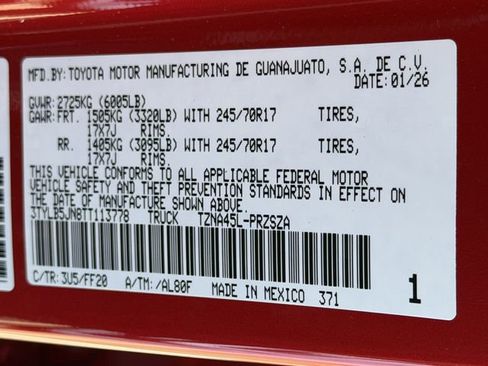 MFD.BY: TOYOTA MOTOR MANUFACTURING DE GUANAJUATO, S.A. DE C.V.
DATE: 01/26
GVWR: 2725KG (6005LB)
GAWR: FRT. 1505KG (3320LB) WITH 245/70R17 TIRES,
17X7J RIMS.
RR. 1405KG (3095LB) WITH 245/70R17 TIRES,
17X7J RIMS.
THIS VEHICLE CONFORMS TO ALL APPLICABLE FEDERAL MOTOR
VEHICLE SAFETY AND THEFT PREVENTION STANDARDS IN EFFECT ON
THE DATE OF MANUFACTURE SHOWN ABOVE.
3TYLB5JN8TT113778 TRUCK TZNA45L-PRZSZA
C/TR: 3U5/FF20 A/TM: /AL80F MADE IN MEXICO 371 1